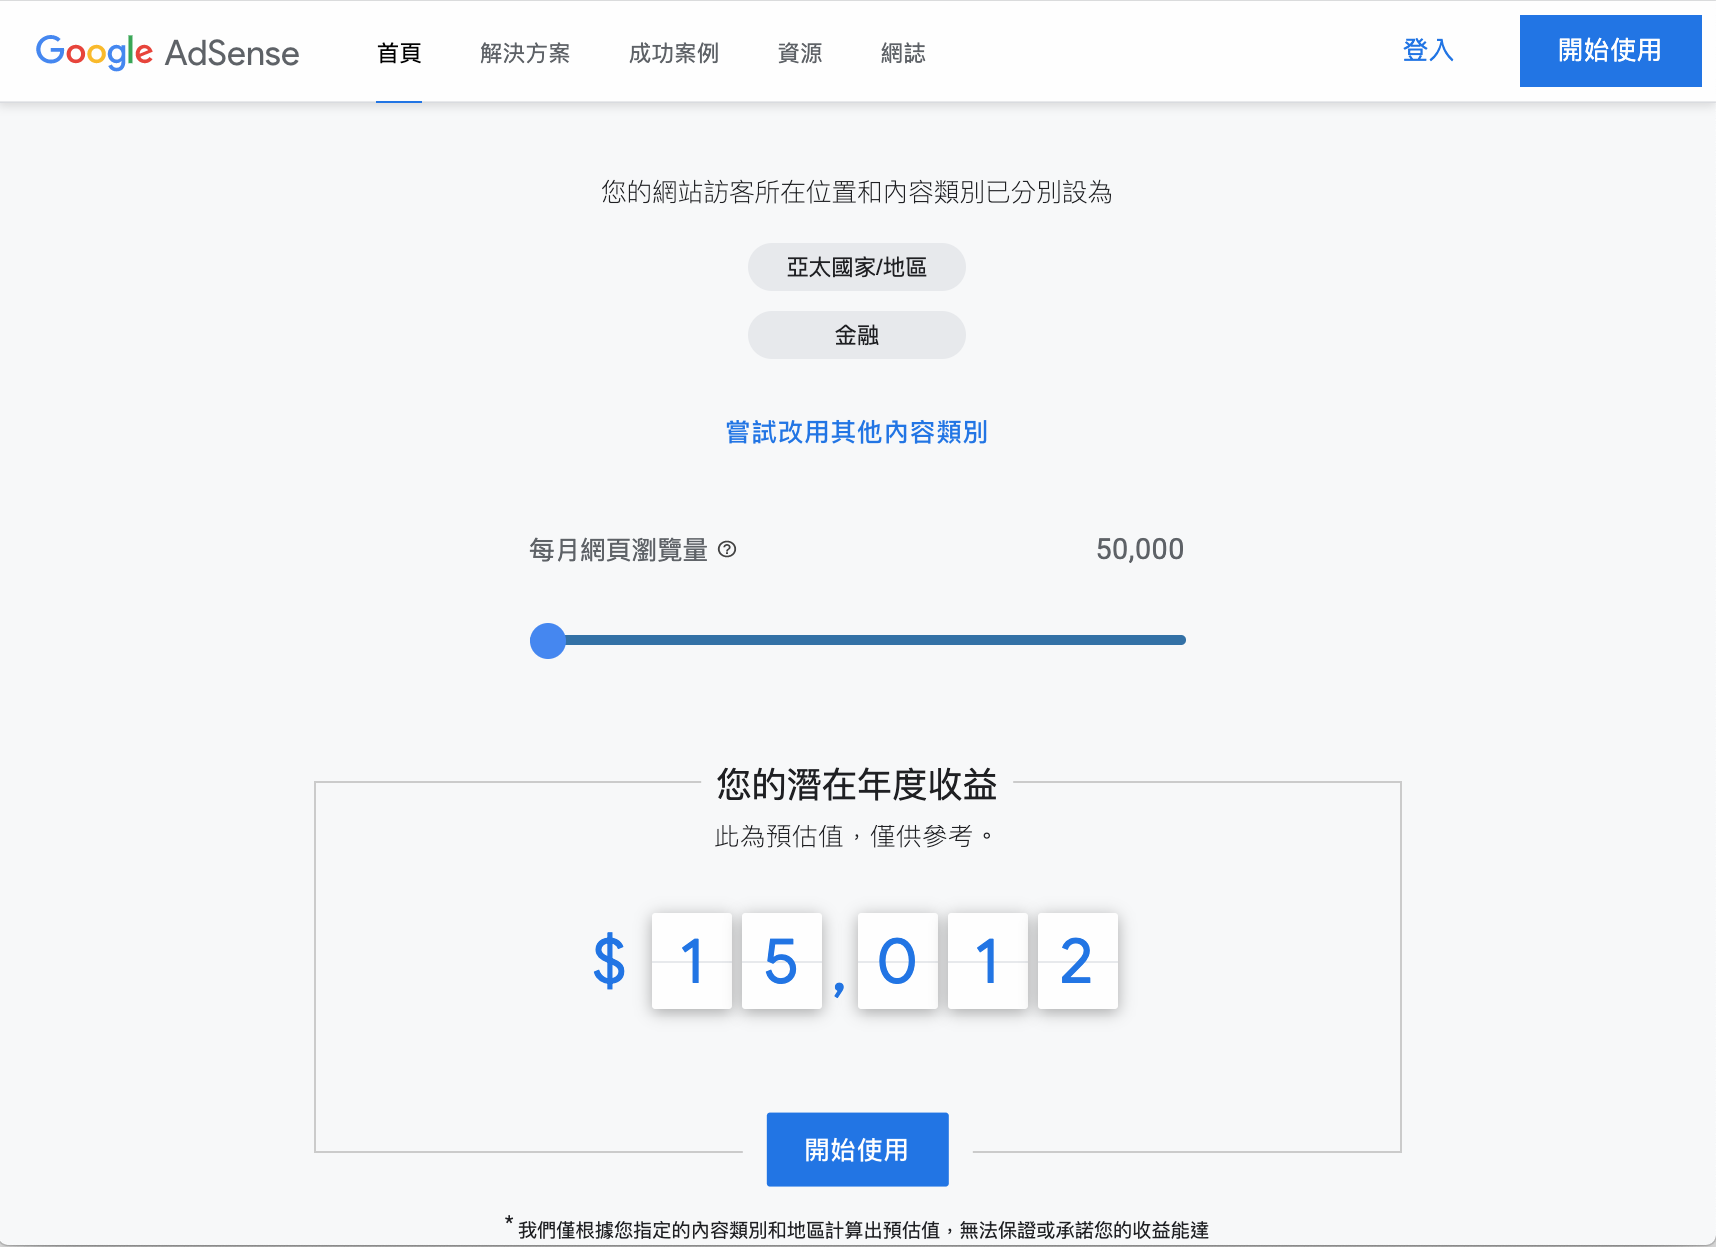 Google AdSense 首頁 解決方案 成功案例 資源 網誌 登入 開始使用
您的網站訪客所在位置和內容類別已分別設為
亞太國家/地區
金融
嘗試改用其他內容類別
每月網頁瀏覽量 ? 50,000
您的潛在年度收益
此為預估值，僅供參考。
$ 15,012
開始使用
* 我們僅根據您指定的內容類別和地區計算出預估值，無法保證或承諾您的收益能達